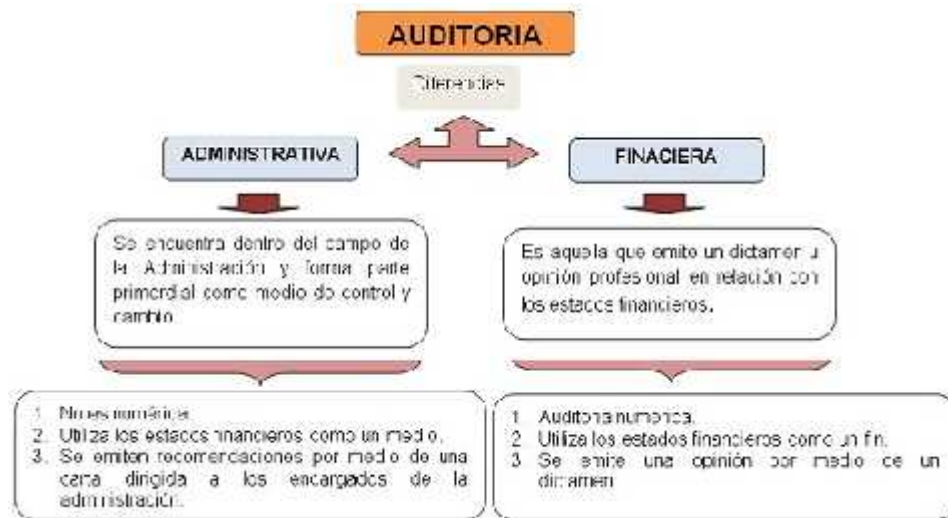 AUDITORIA
Diferencias
ADMINISTRATIVA
FINACIERA
Se encuentra dentro del campo de
la Administración y forma parte
primordial como medio de control y
cambio.
Es aquella que emite un dictamen u
opinión profesional en relación con
los estados financieros.
1. No es numérica.
2. Utiliza los estados financieros como un medio.
3. Se emiten recomendaciones por medio de una
carta dirigida a los encargados de la
administración.
1. Auditoria numérica.
2. Utiliza los estados financieros como un fin.
3. Se emite una opinión por medio de un
dictamen